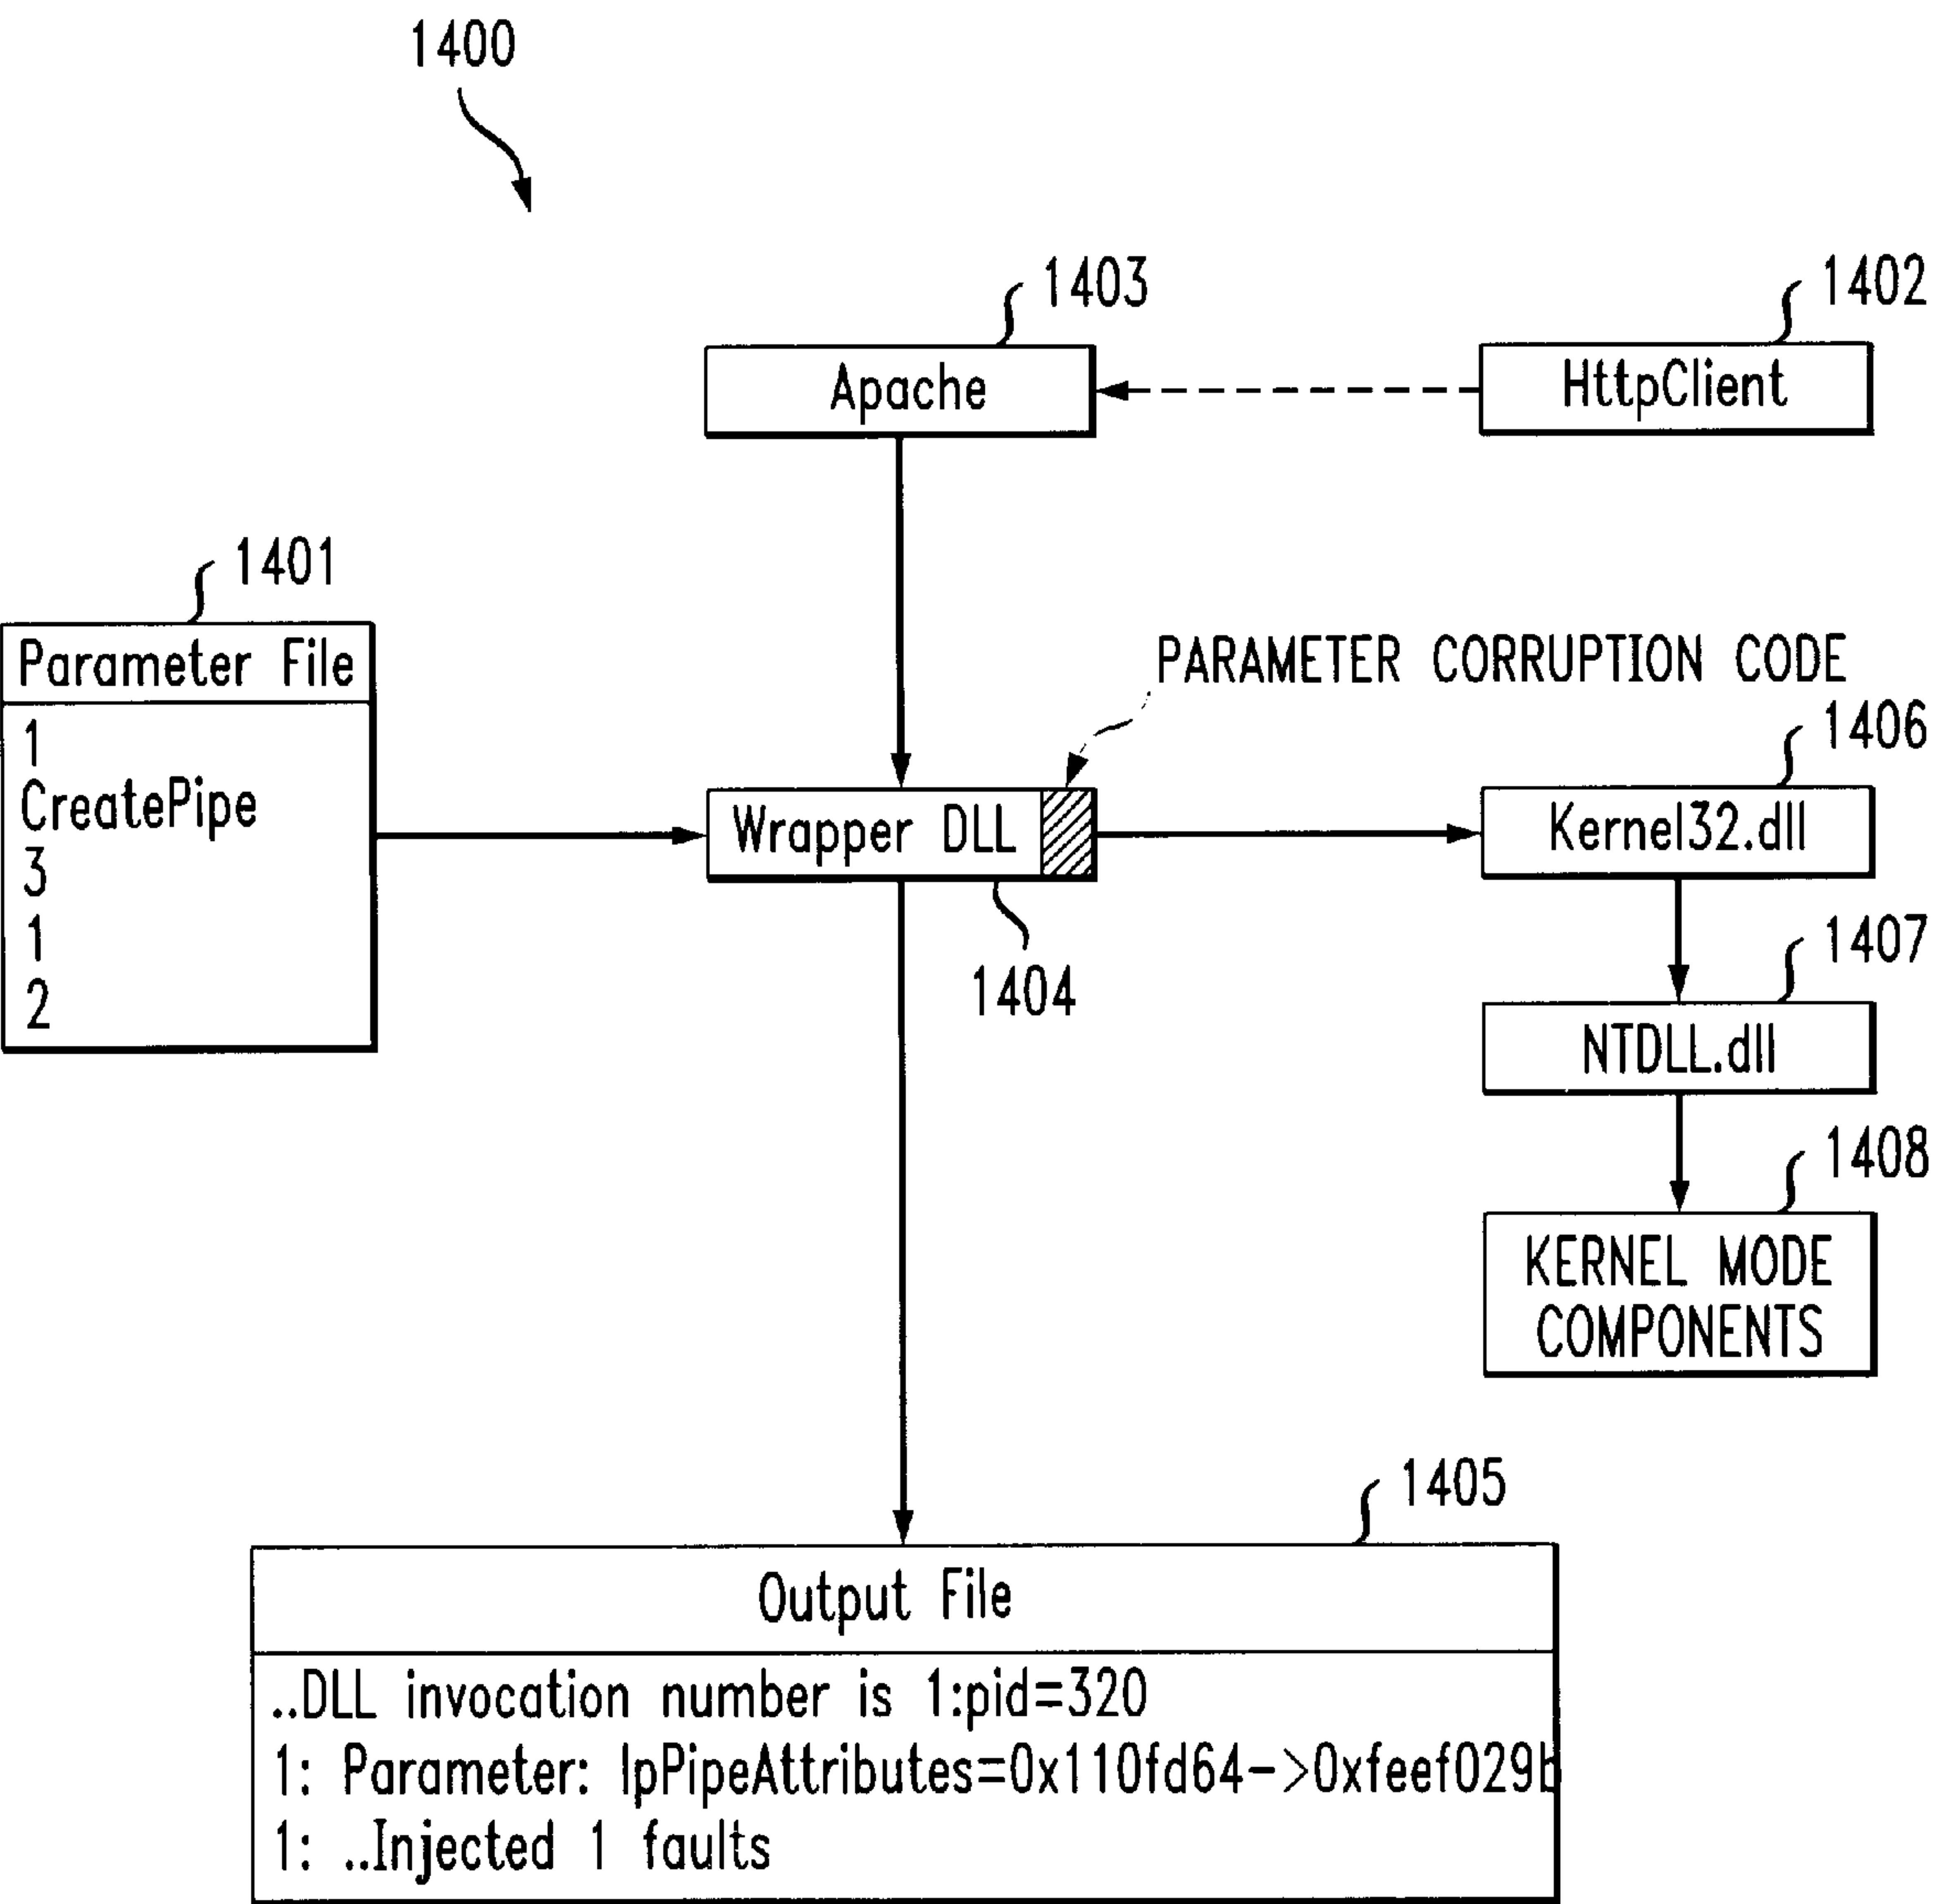 1400
1403
1402
Apache
HttpClient
1401
Parameter File
1
CreatePipe
3
1
2
PARAMETER CORRUPTION CODE
1406
Wrapper DLL
Kernel32.dll
1404
1407
NTDLL.dll
1408
KERNEL MODE
COMPONENTS
1405
Output File
..DLL invocation number is 1:pid=320
1: Parameter: lpPipeAttributes=0x110fd64->0xfeef029b
1: ..Injected 1 faults